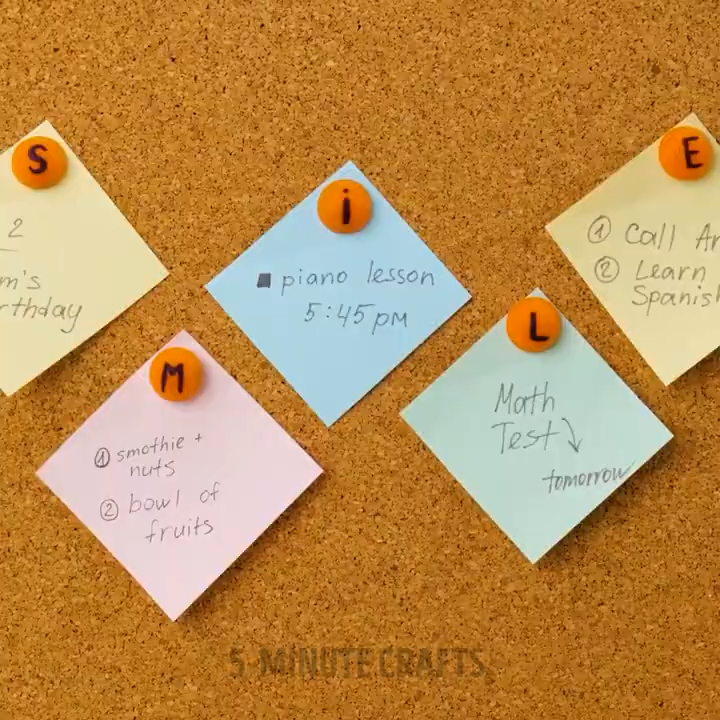 S
2
m's
rthday
M
① smothie +
nuts
② bowl of
fruits
i
piano lesson
5:45 pm
L
Math
Test
tomorrow
E
① Call
② Learn
Spanish
5-MINUTE CRAFTS